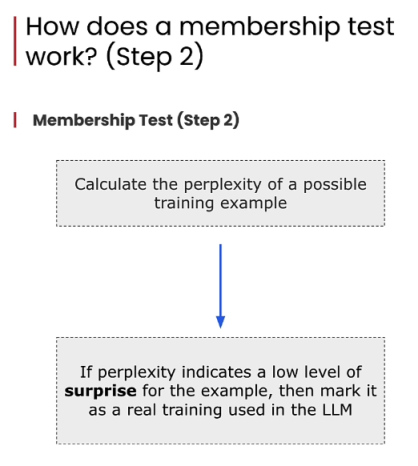 How does a membership test
work? (Step 2)
Membership Test (Step 2)
Calculate the perplexity of a possible
training example
If perplexity indicates a low level of
surprise for the example, then mark it
as a real training used in the LLM